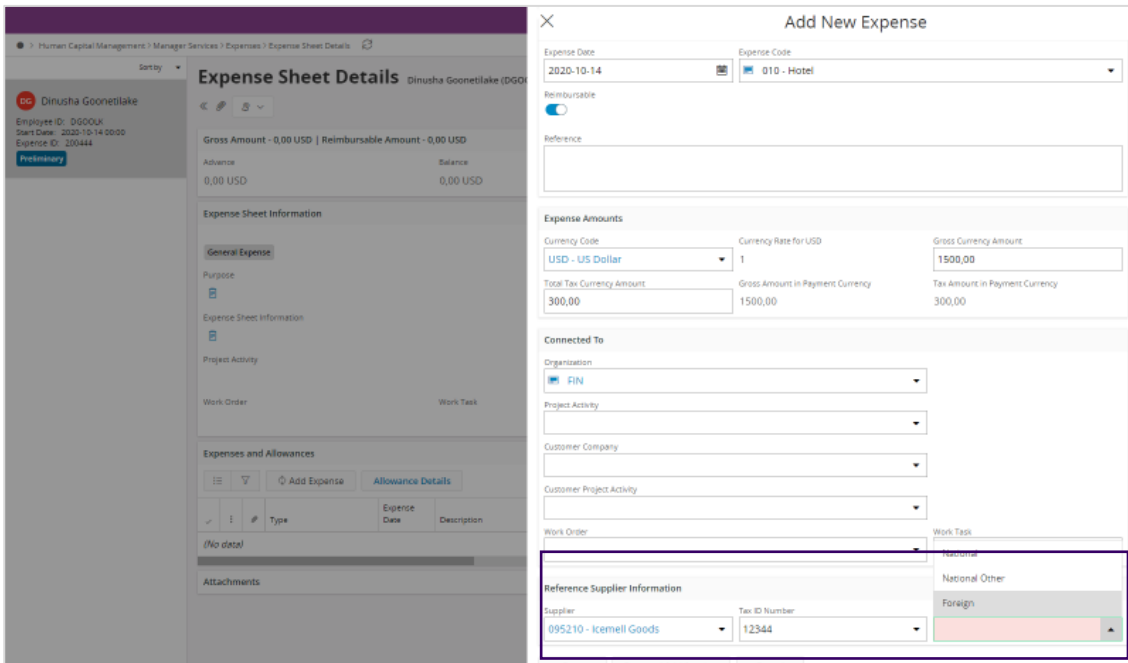 Human Capital Management > Manager Services > Expenses > Expense Sheet Details
Sort by
DG Dinusha Goonetilake
Employee ID: DGOOUK
Start Date: 2020-10-14 00:00
Expense ID: 200444
Preliminary
Expense Sheet Details Dinusha Goonetilake (DGOO
Gross Amount - 0,00 USD | Reimbursable Amount - 0,00 USD
Advance Balance
0,00 USD 0,00 USD
Expense Sheet Information
General Expense
Purpose
Expense Sheet Information
Project Activity
Work Order Work Task
Expenses and Allowances
Add Expense Allowance Details
Type Expense Date Description
(No data)
Attachments
Add New Expense
Expense Date Expense Code
2020-10-14 010 - Hotel
Reimbursable
Reference
Expense Amounts
Currency Code Currency Rate for USD Gross Currency Amount
USD - US Dollar 1 1500,00
Total Tax Currency Amount Gross Amount in Payment Currency Tax Amount in Payment Currency
300,00 1500,00 300,00
Connected To
Organization
FIN
Project Activity
Customer Company
Customer Project Activity
Work Order Work Task
National
National Other
Reference Supplier Information
Foreign
Supplier Tax ID Number
095210 - Icemell Goods 12344